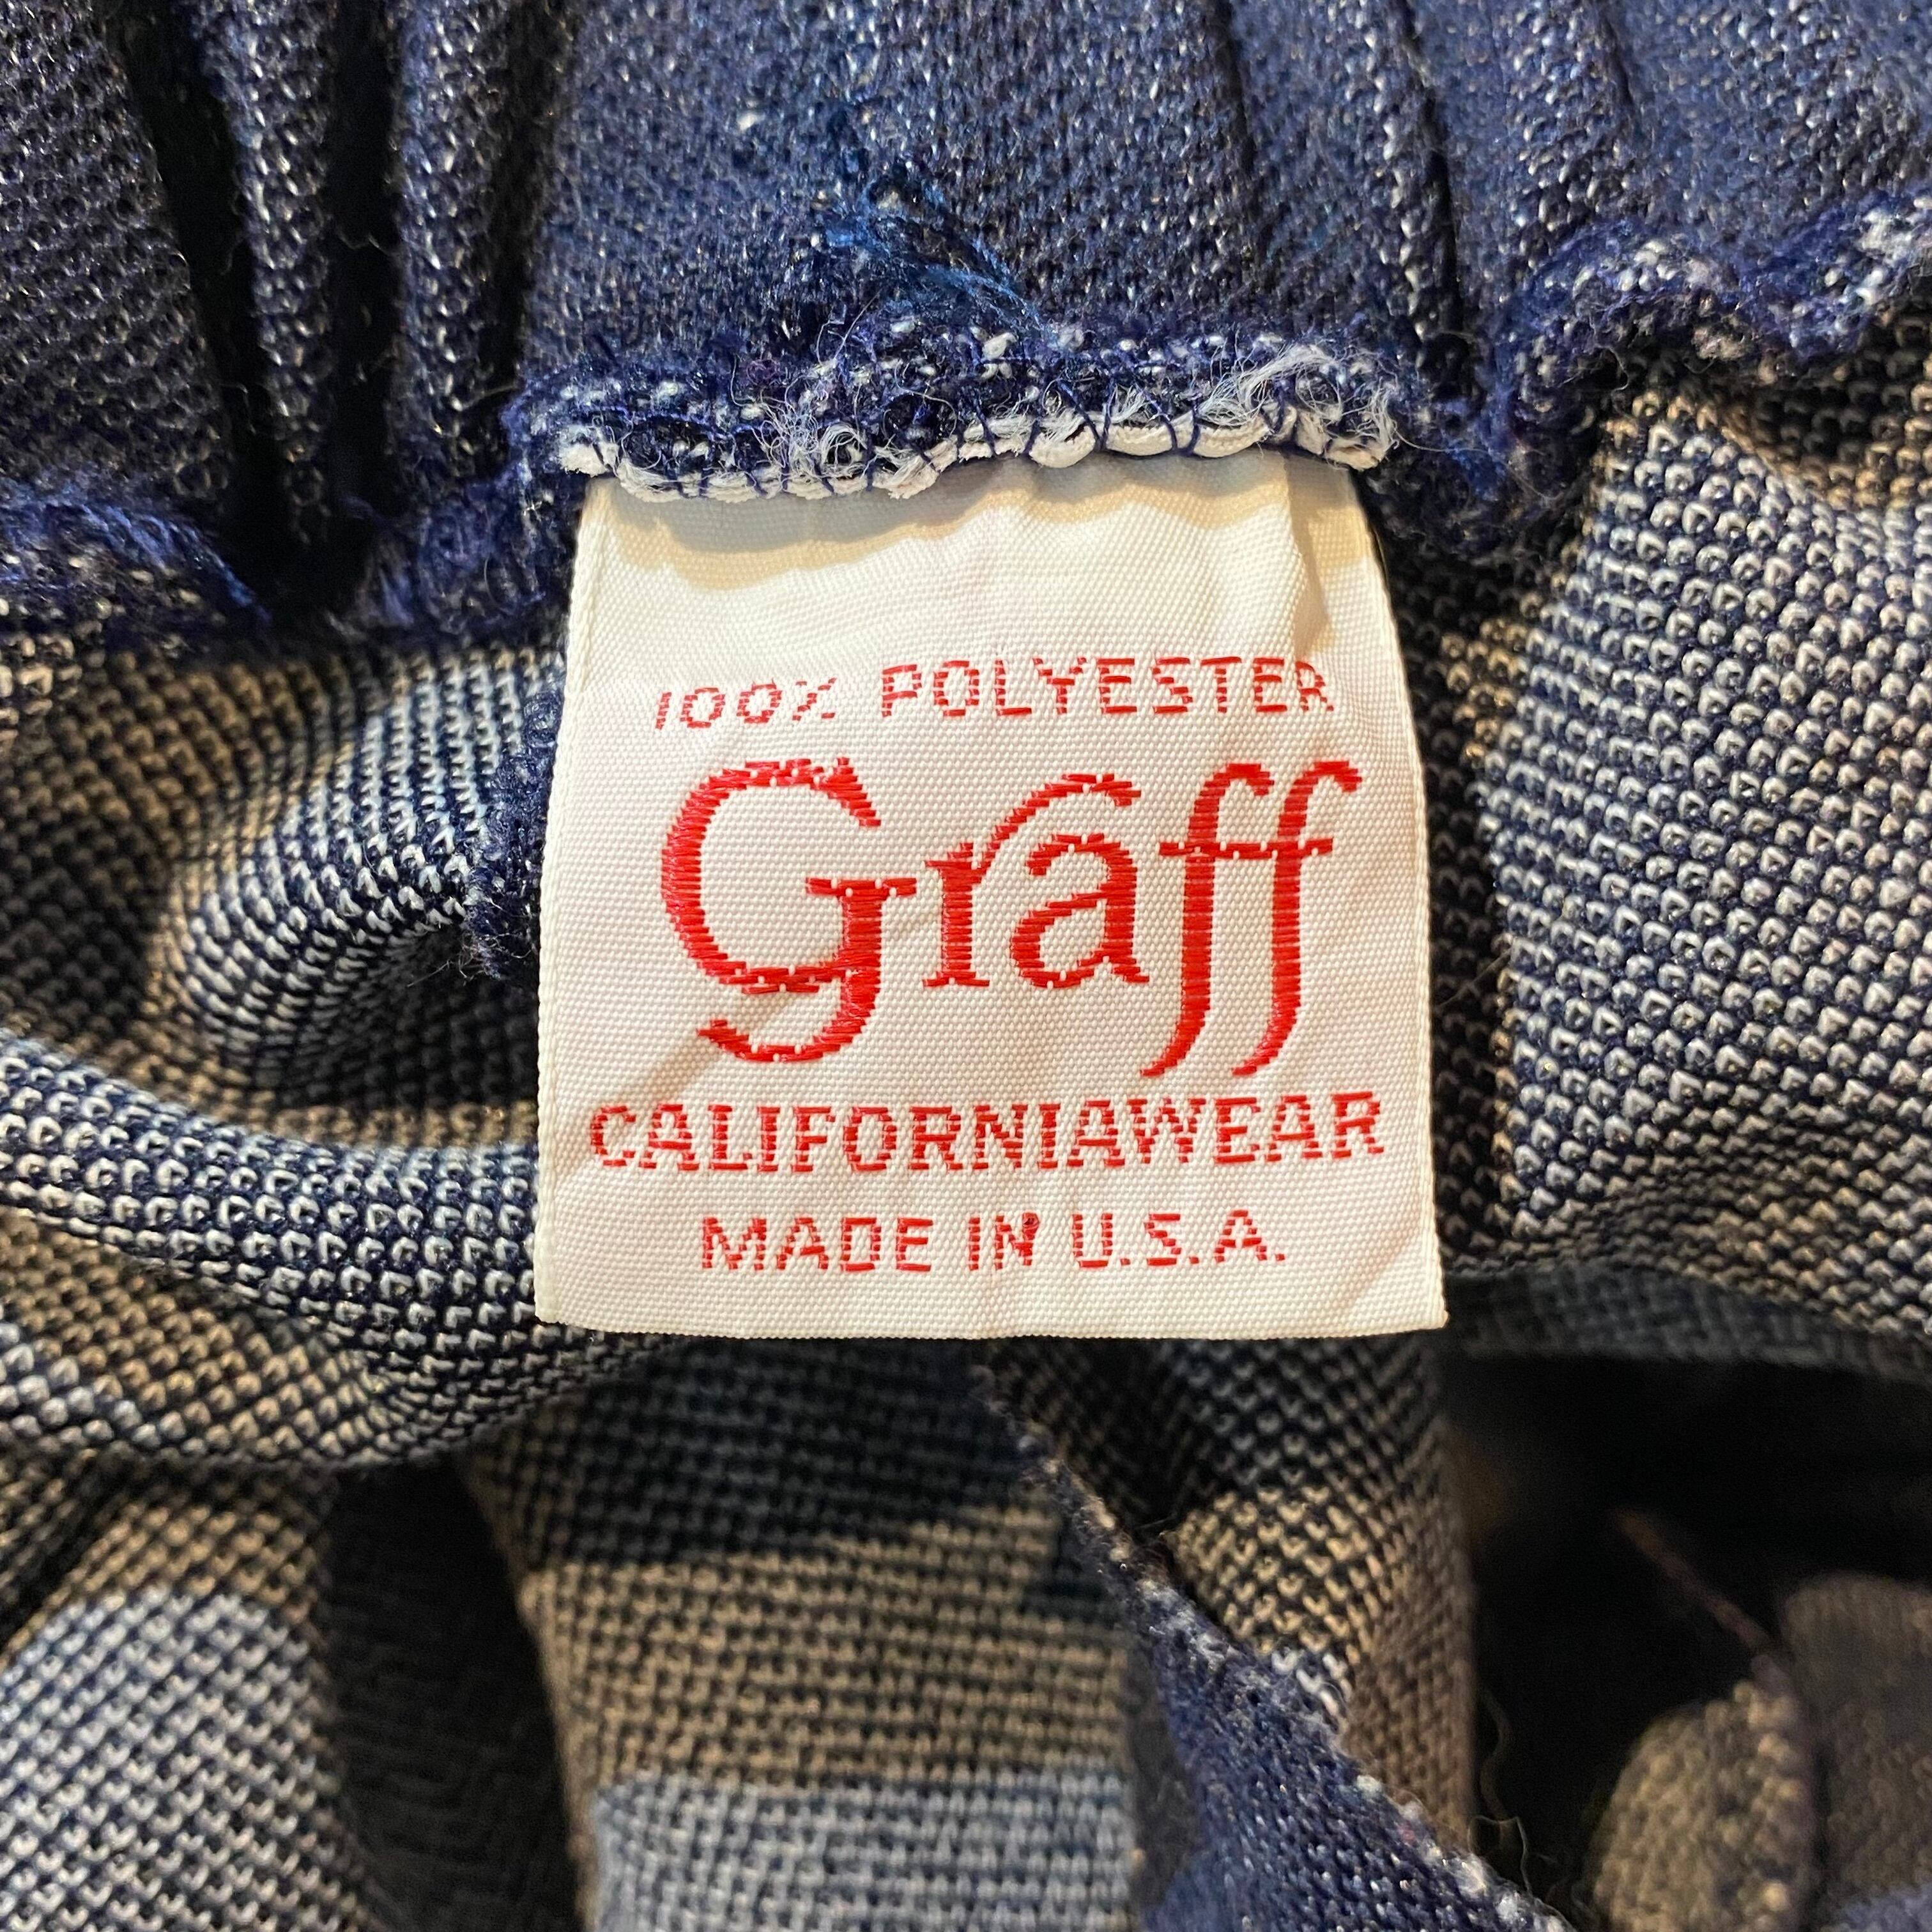 100% POLYESTER
Graff
CALIFORNIAWEAR
MADE IN U.S.A.